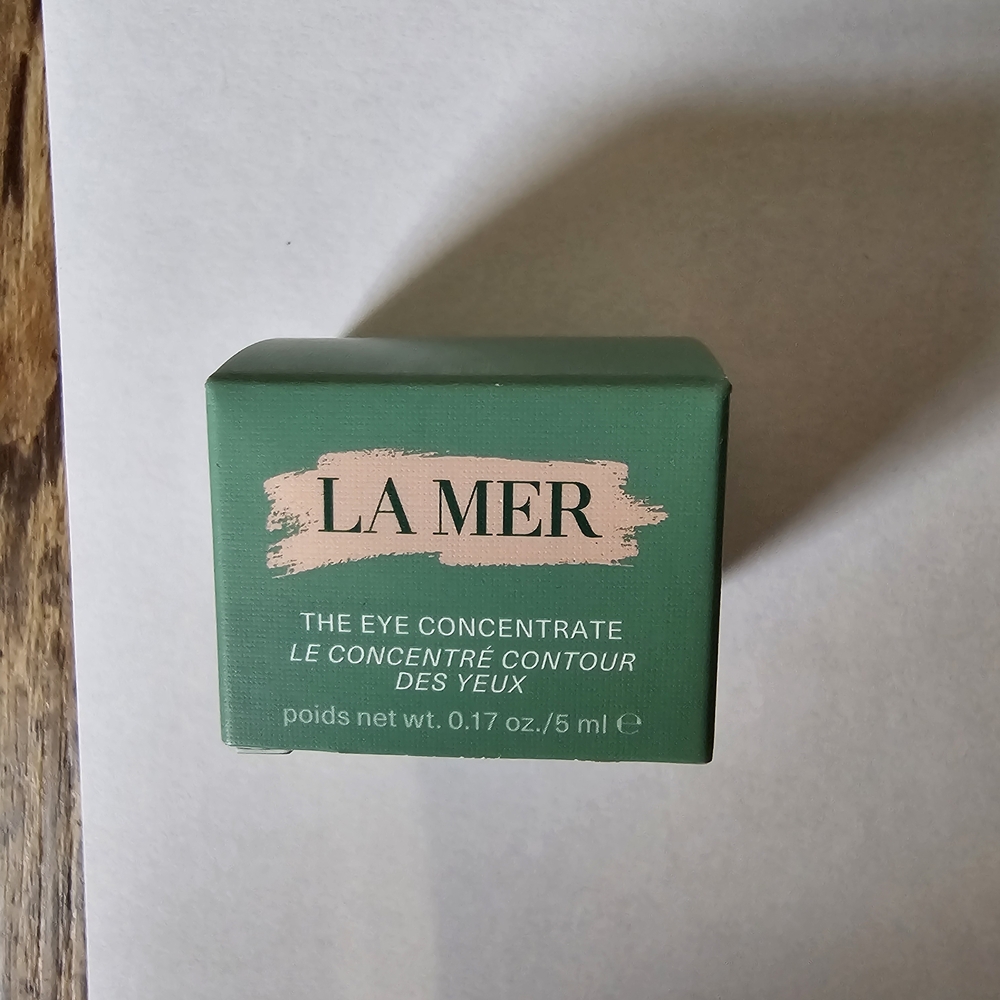 LA MER
THE EYE CONCENTRATE
LE CONCENTRÉ CONTOUR
DES YEUX
poids net wt. 0.17 oz./5 ml ℮